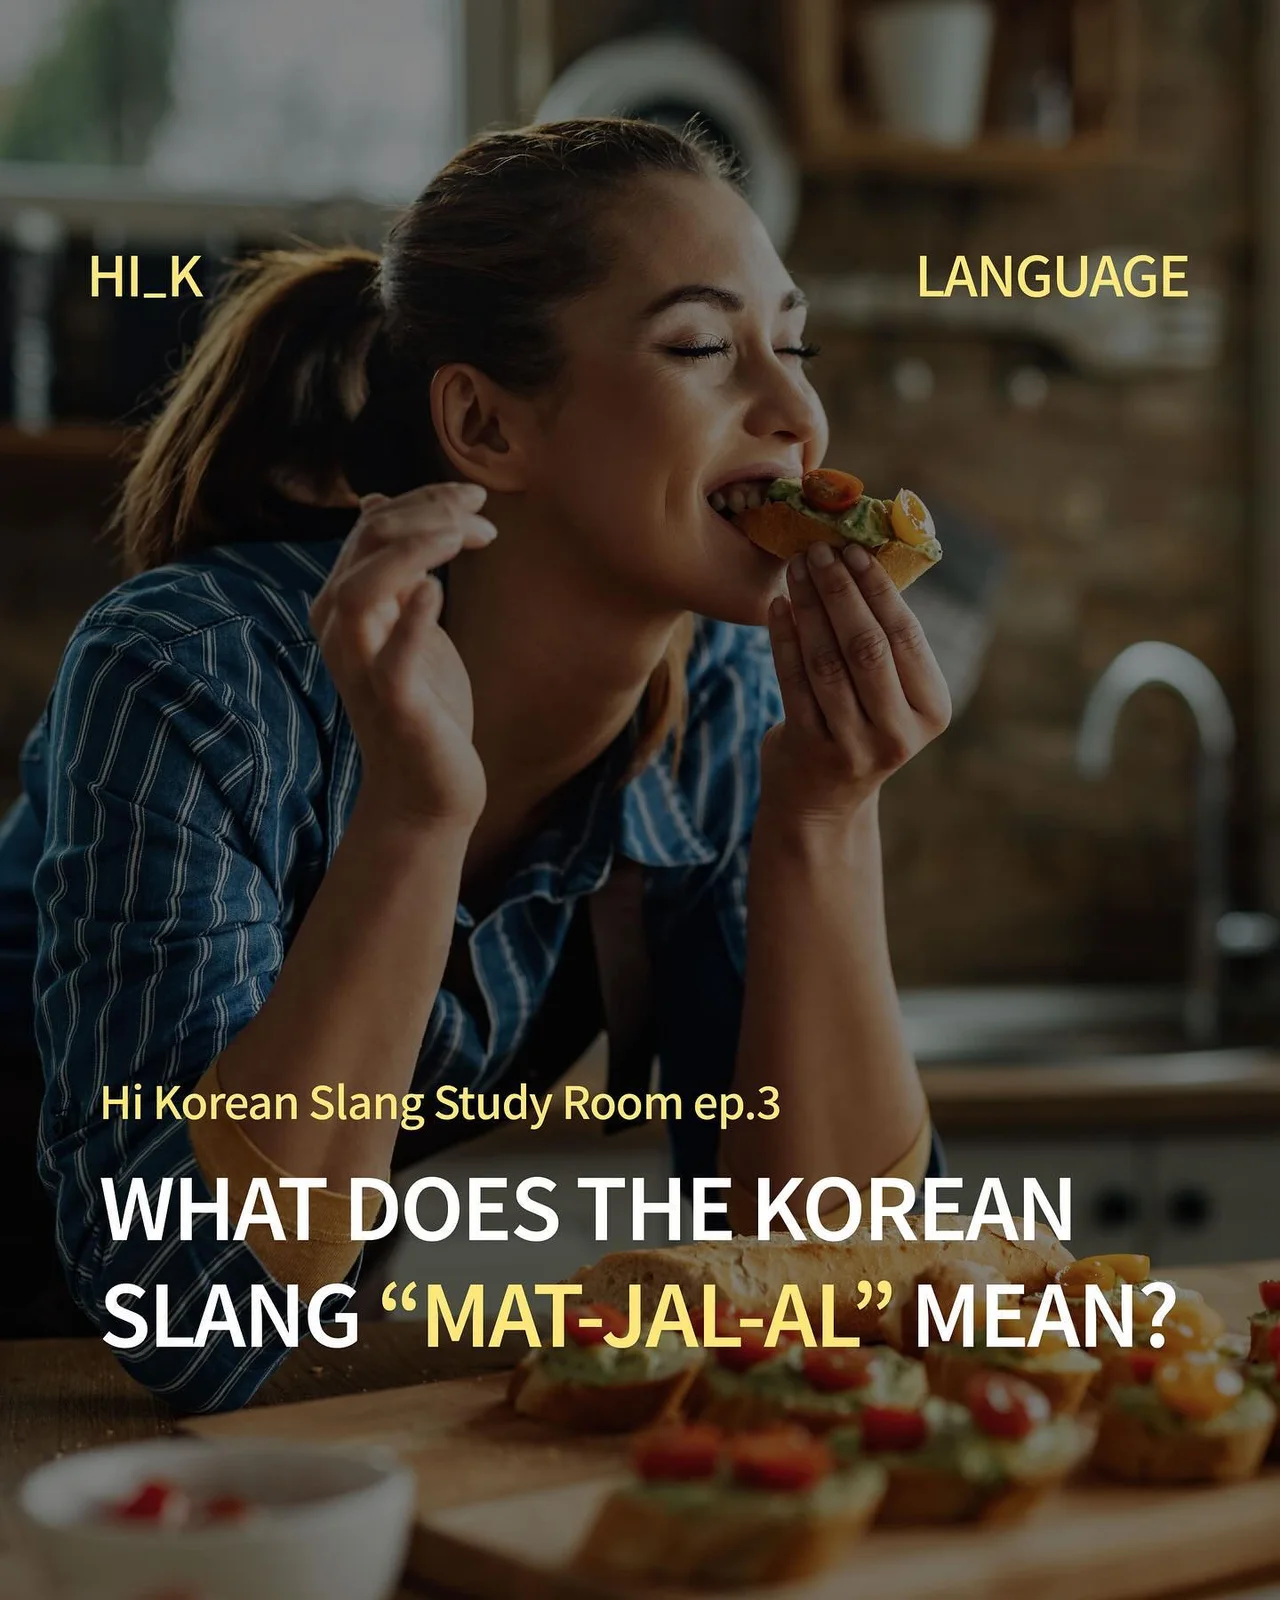 HI_K
LANGUAGE
Hi Korean Slang Study Room ep.3
WHAT DOES THE KOREAN
SLANG “MAT-JAL-AL” MEAN?